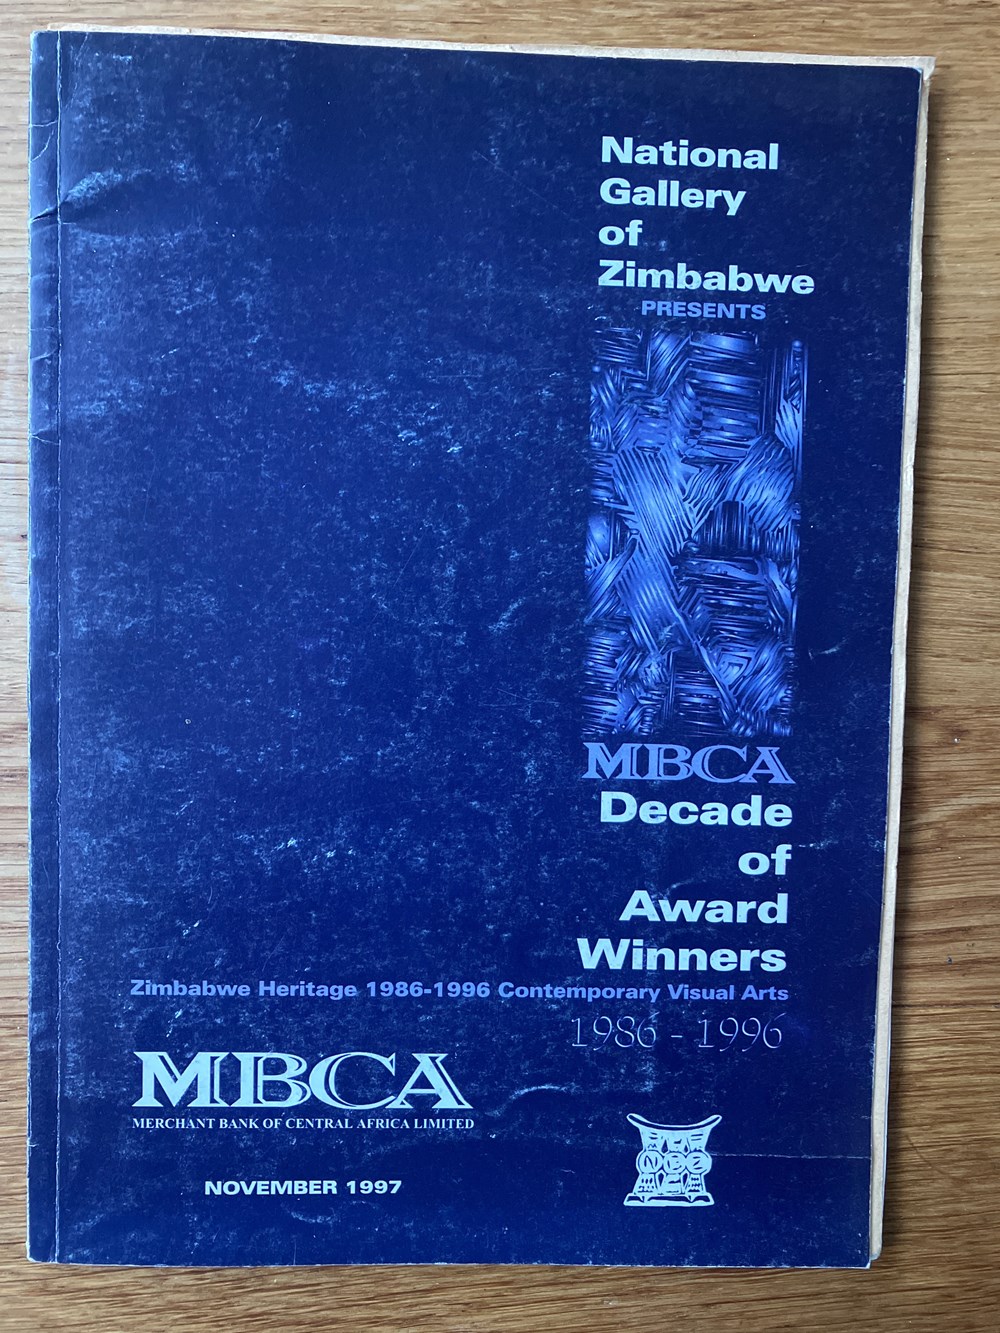 National
Gallery
of
Zimbabwe
PRESENTS
MBCA
Decade
of
Award
Winners
Zimbabwe Heritage 1986-1996 Contemporary Visual Arts
1986 - 1996
MBCA
MERCHANT BANK OF CENTRAL AFRICA LIMITED
NOVEMBER 1997